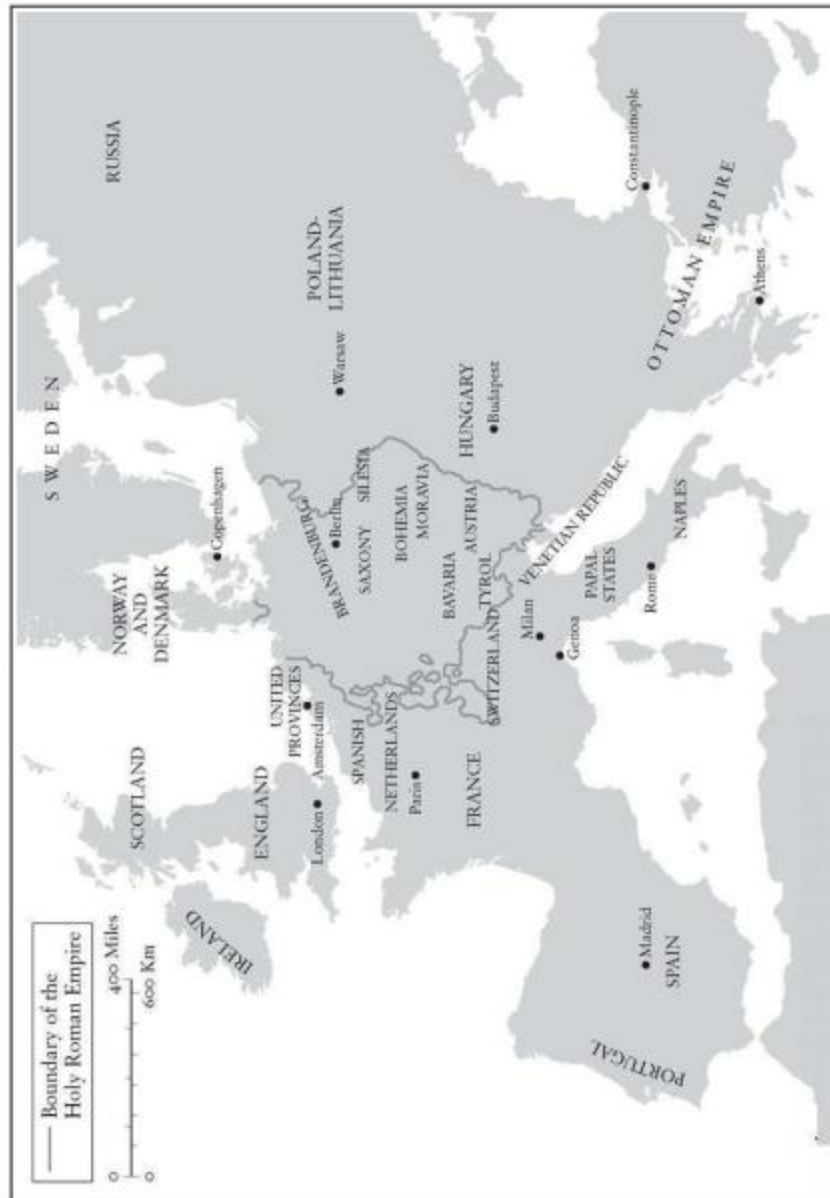 Boundary of the
Holy Roman Empire
0 400 Miles
0 600 Km
SCOTLAND
IRELAND
ENGLAND
London
NORWAY
AND
DENMARK
SWEDEN
Copenhagen
RUSSIA
UNITED
PROVINCES
Amsterdam
SPANISH
NETHERLANDS
Paris
FRANCE
BRANDENBURG
Berlin
SAXONY
SILESIA
BOHEMIA
MORAVIA
BAVARIA
AUSTRIA
TYROL
SWITZERLAND
POLAND-
LITHUANIA
Warsaw
HUNGARY
Budapest
Milan
Genoa
VENETIAN REPUBLIC
PAPAL
STATES
Rome
NAPLES
PORTUGAL
Madrid
SPAIN
OTTOMAN EMPIRE
Constantinople
Athens